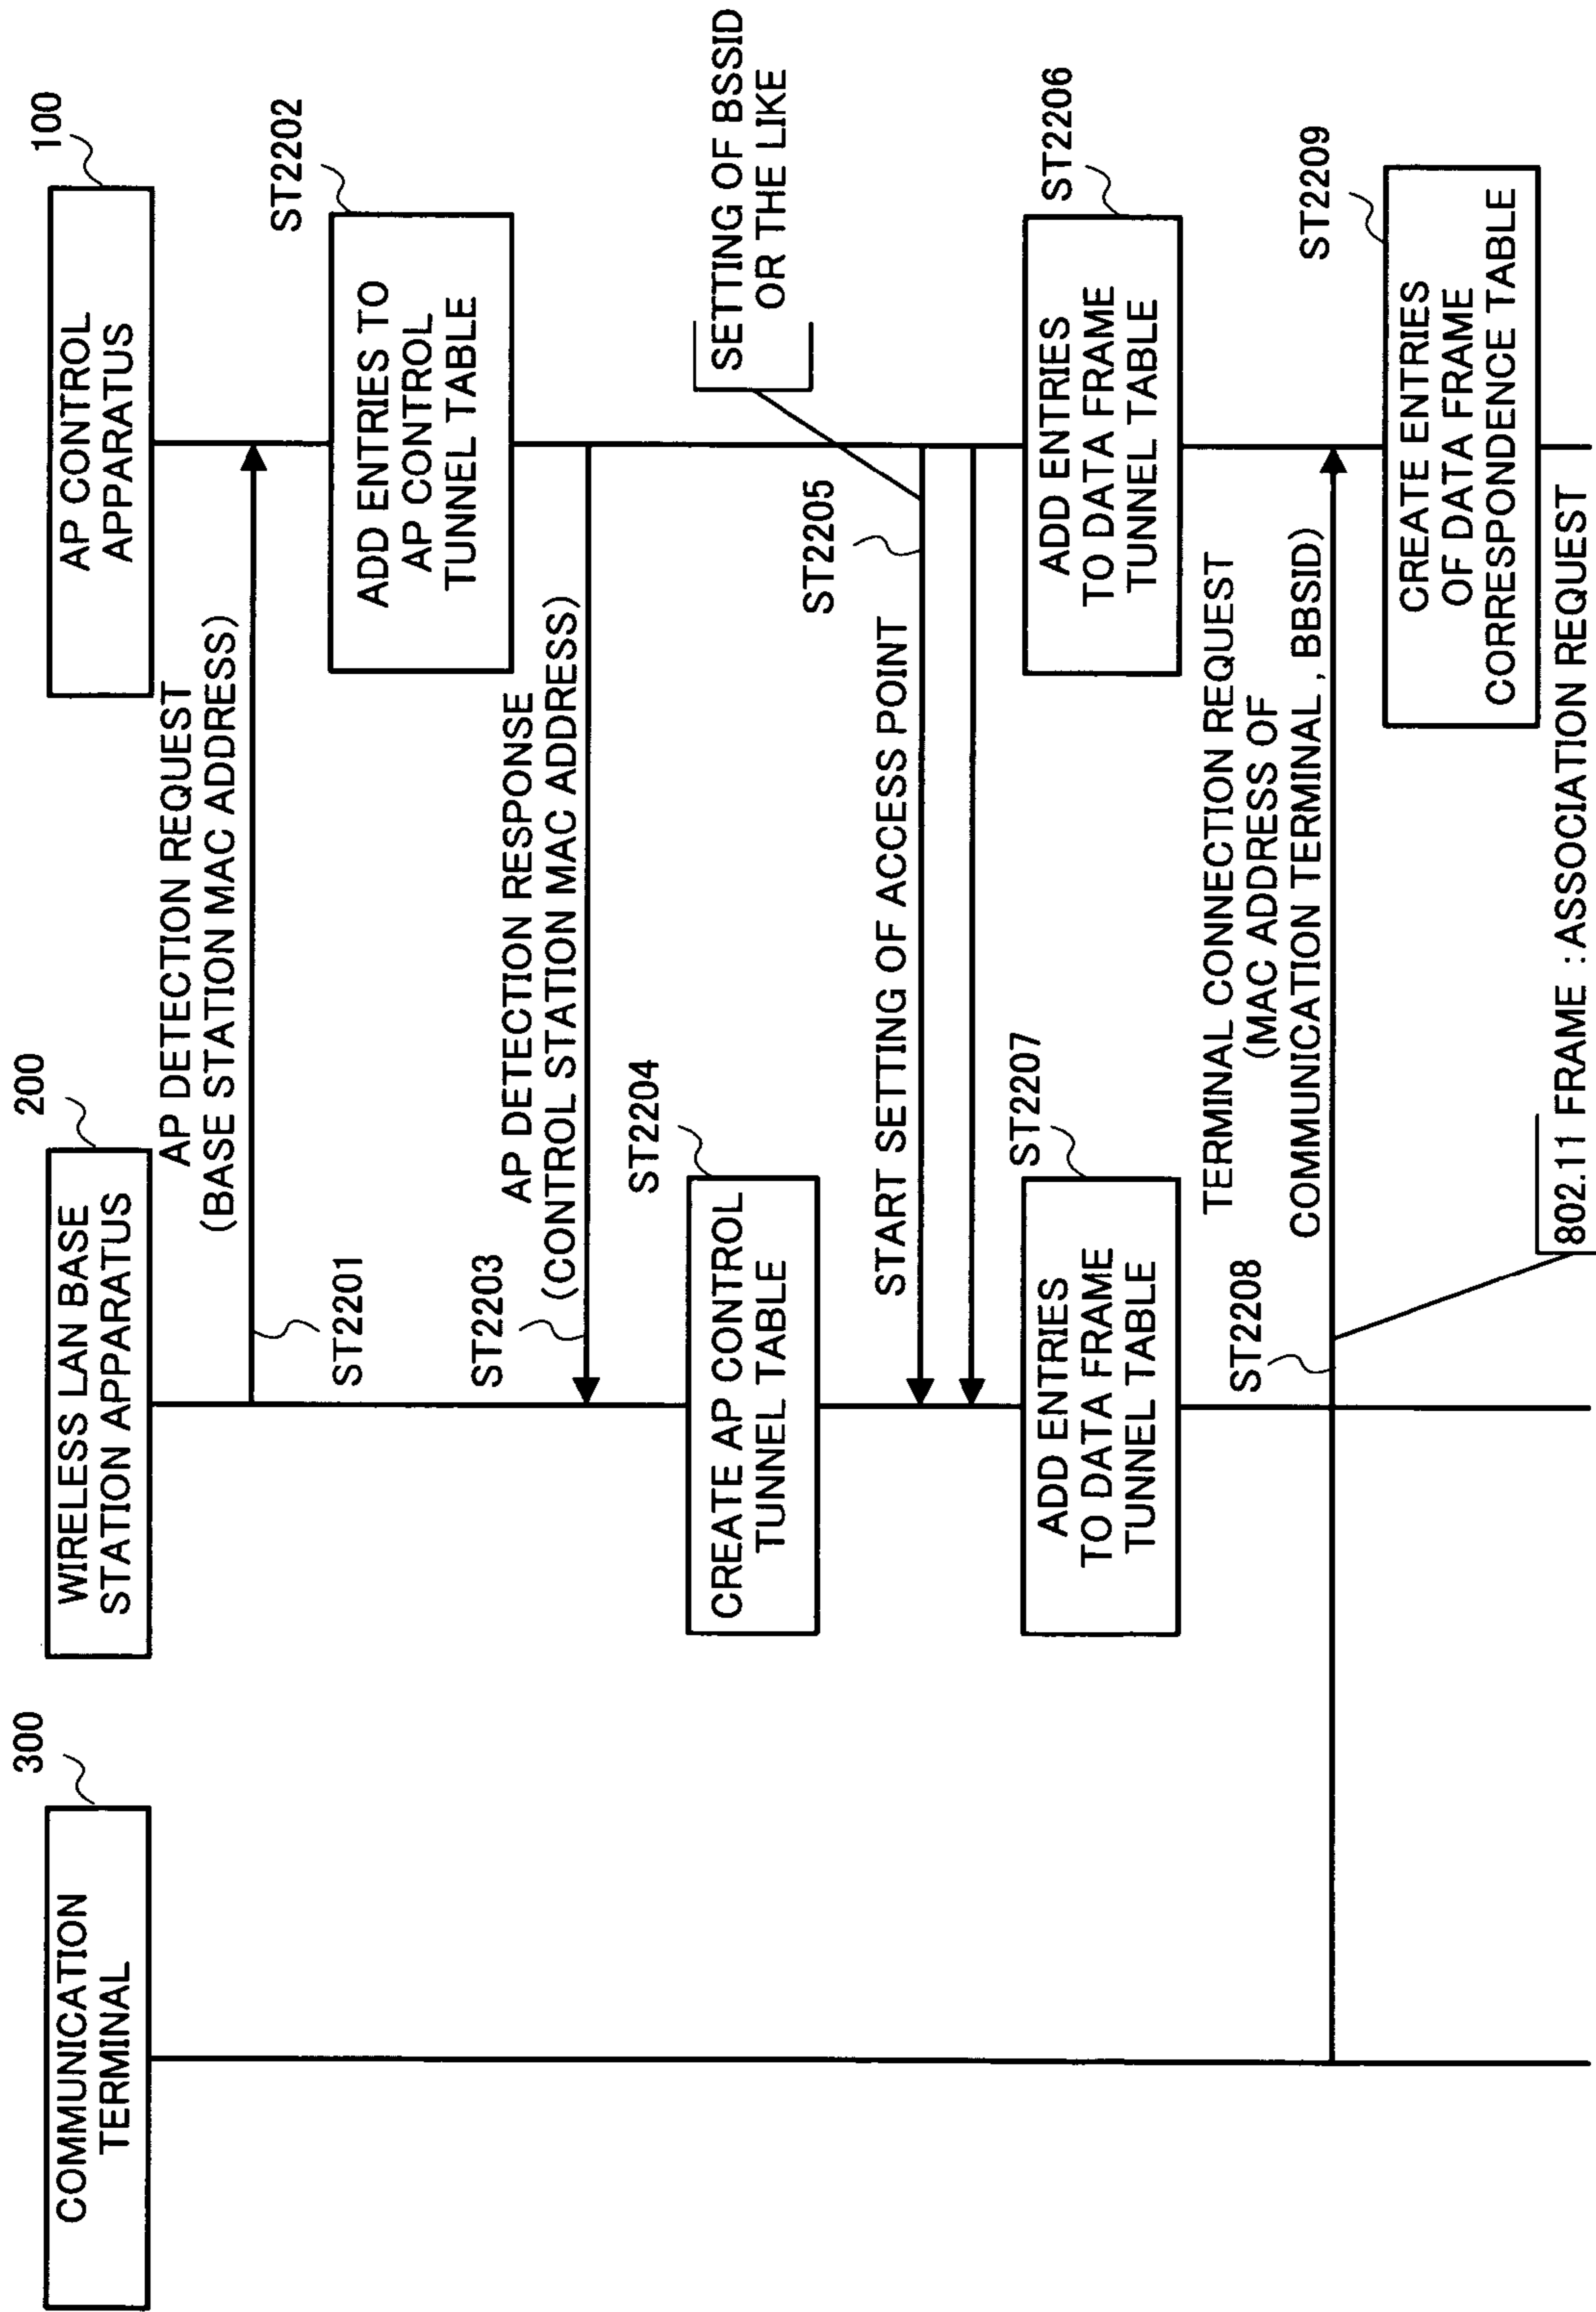 COMMUNICATION
TERMINAL
300
WIRELESS LAN BASE
STATION APPARATUS
200
AP CONTROL
APPARATUS
100
AP DETECTION REQUEST
(BASE STATION MAC ADDRESS)
ST2201
ADD ENTRIES TO
AP CONTROL
TUNNEL TABLE
ST2202
AP DETECTION RESPONSE
(CONTROL STATION MAC ADDRESS)
ST2203
CREATE AP CONTROL
TUNNEL TABLE
ST2204
SETTING OF BSSID
OR THE LIKE
START SETTING OF ACCESS POINT
ST2205
ADD ENTRIES
TO DATA FRAME
TUNNEL TABLE
ST2207
ADD ENTRIES
TO DATA FRAME
TUNNEL TABLE
ST2206
TERMINAL CONNECTION REQUEST
(MAC ADDRESS OF
COMMUNICATION TERMINAL, BBSID)
ST2208
CREATE ENTRIES
OF DATA FRAME
CORRESPONDENCE TABLE
ST2209
802.11 FRAME : ASSOCIATION REQUEST